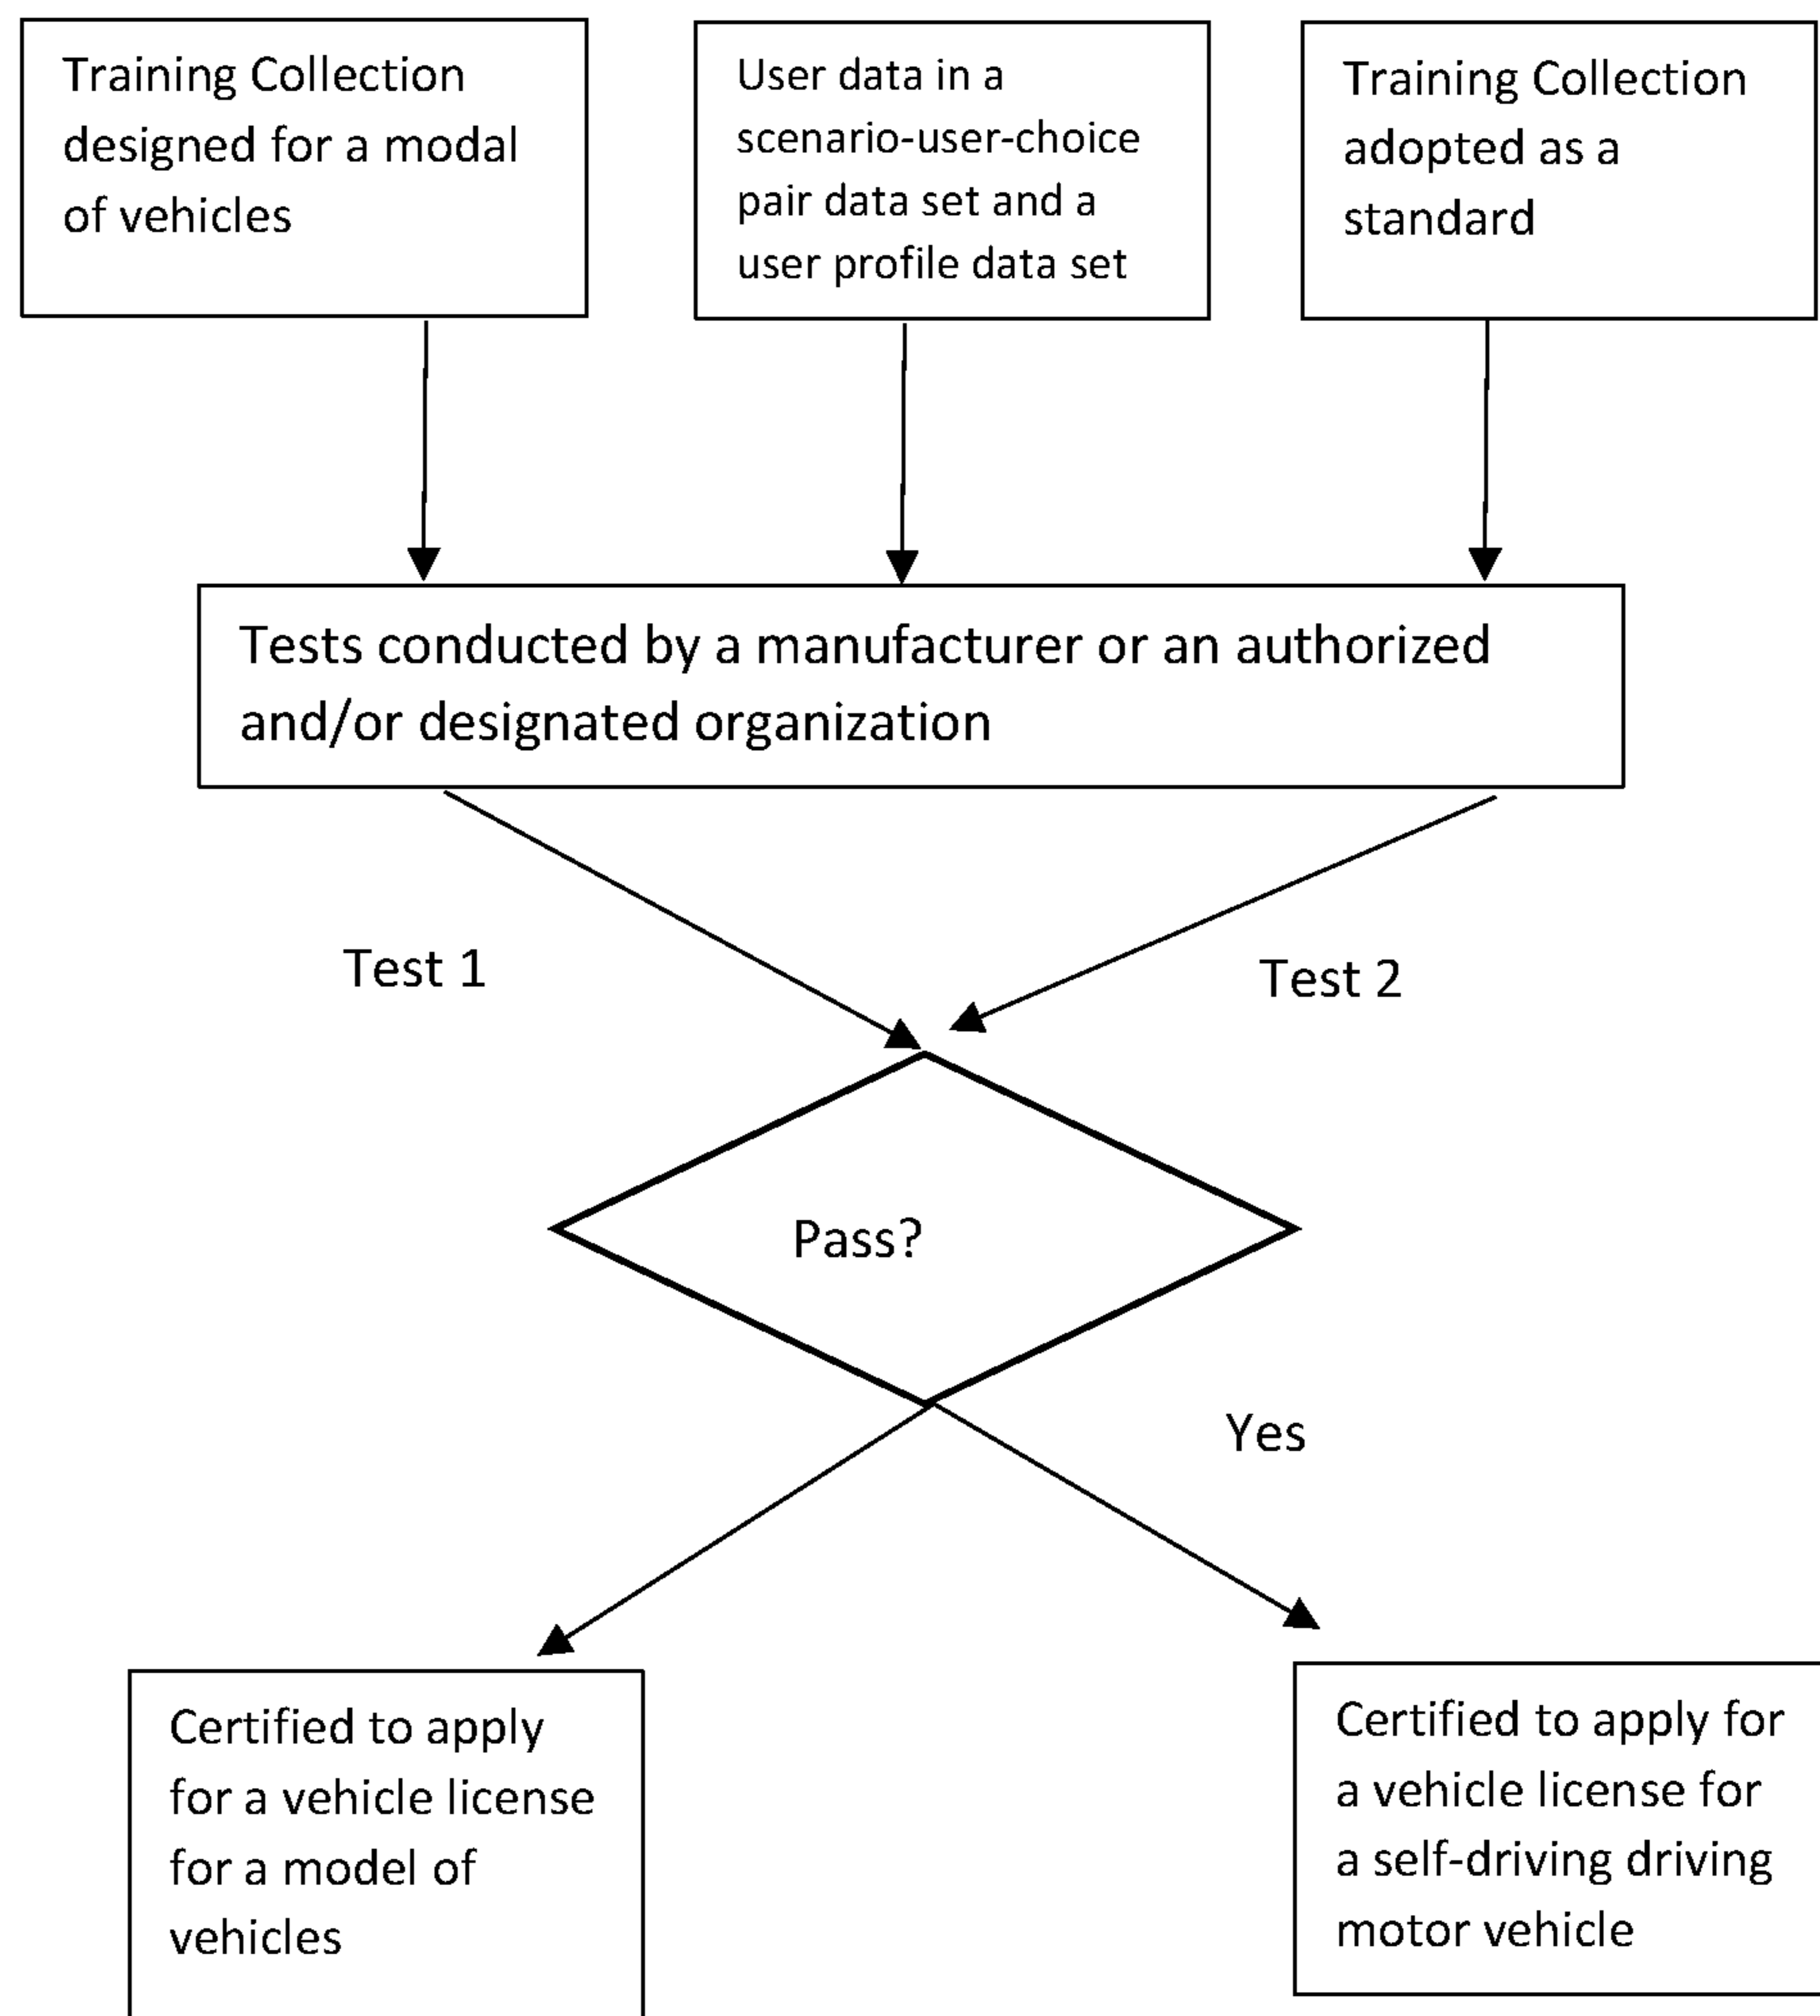 Training Collection
designed for a modal
of vehicles
User data in a
scenario-user-choice
pair data set and a
user profile data set
Training Collection
adopted as a
standard
Tests conducted by a manufacturer or an authorized
and/or designated organization
Test 1
Test 2
Pass?
Yes
Certified to apply
for a vehicle license
for a model of
vehicles
Certified to apply for
a vehicle license for
a self-driving driving
motor vehicle